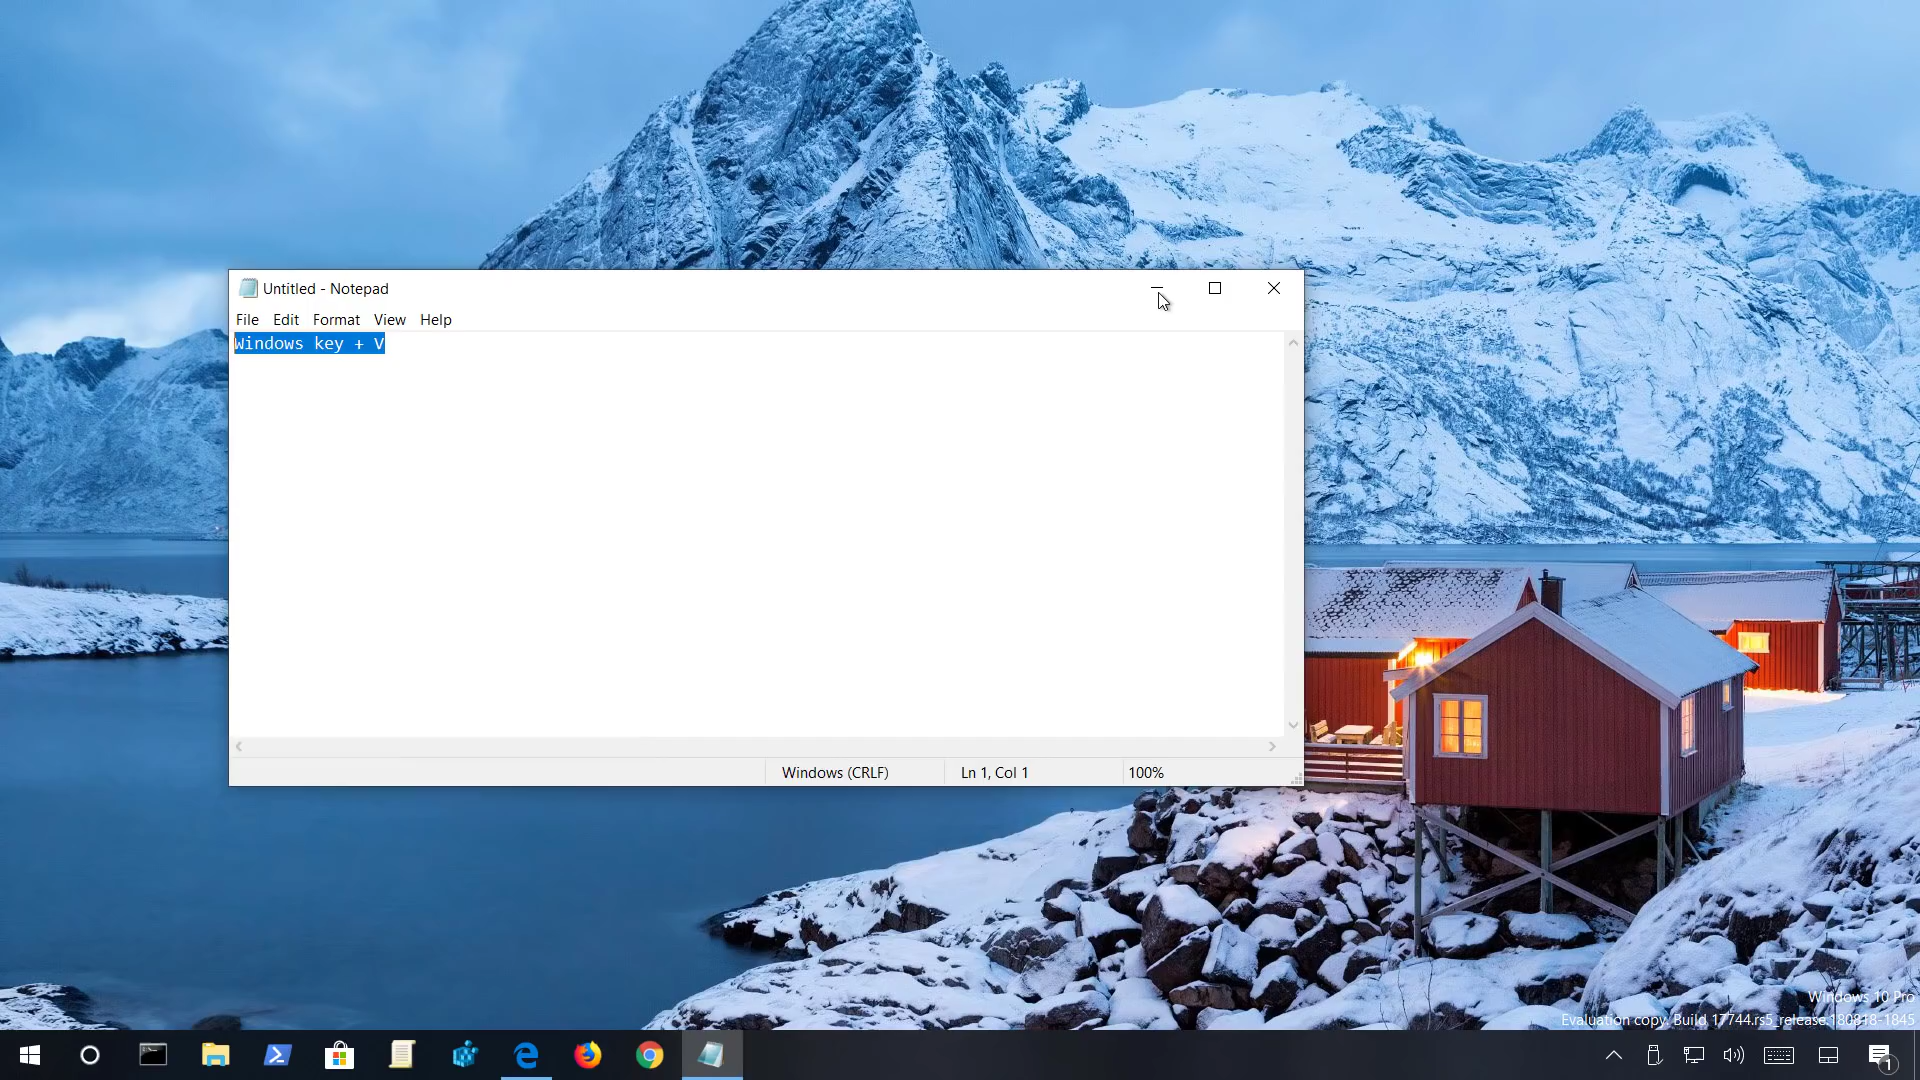 Untitled - Notepad
File Edit Format View Help
Windows key + V
Windows (CRLF) Ln 1, Col 1 100%
Windows 10 Pro
Evaluation copy. Build 17744.rs5_release.180818-1845
1